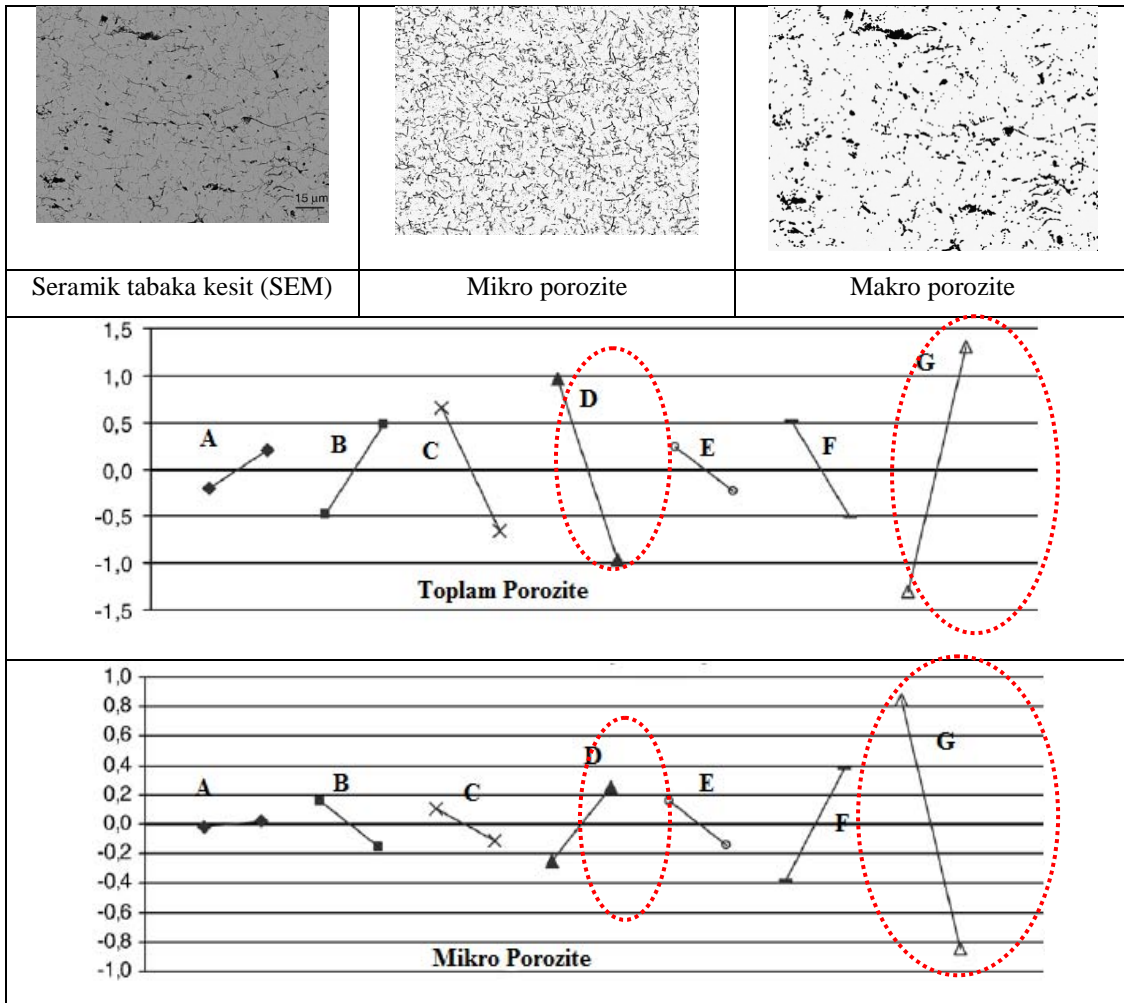 15 µm
Seramik tabaka kesit (SEM)
Mikro porozite
Makro porozite
1,5
1,0
0,5
0,0
-0,5
-1,0
-1,5
A
B
C
D
E
F
G
Toplam Porozite
1,0
0,8
0,6
0,4
0,2
0,0
-0,2
-0,4
-0,6
-0,8
-1,0
A
B
C
D
E
F
G
Mikro Porozite